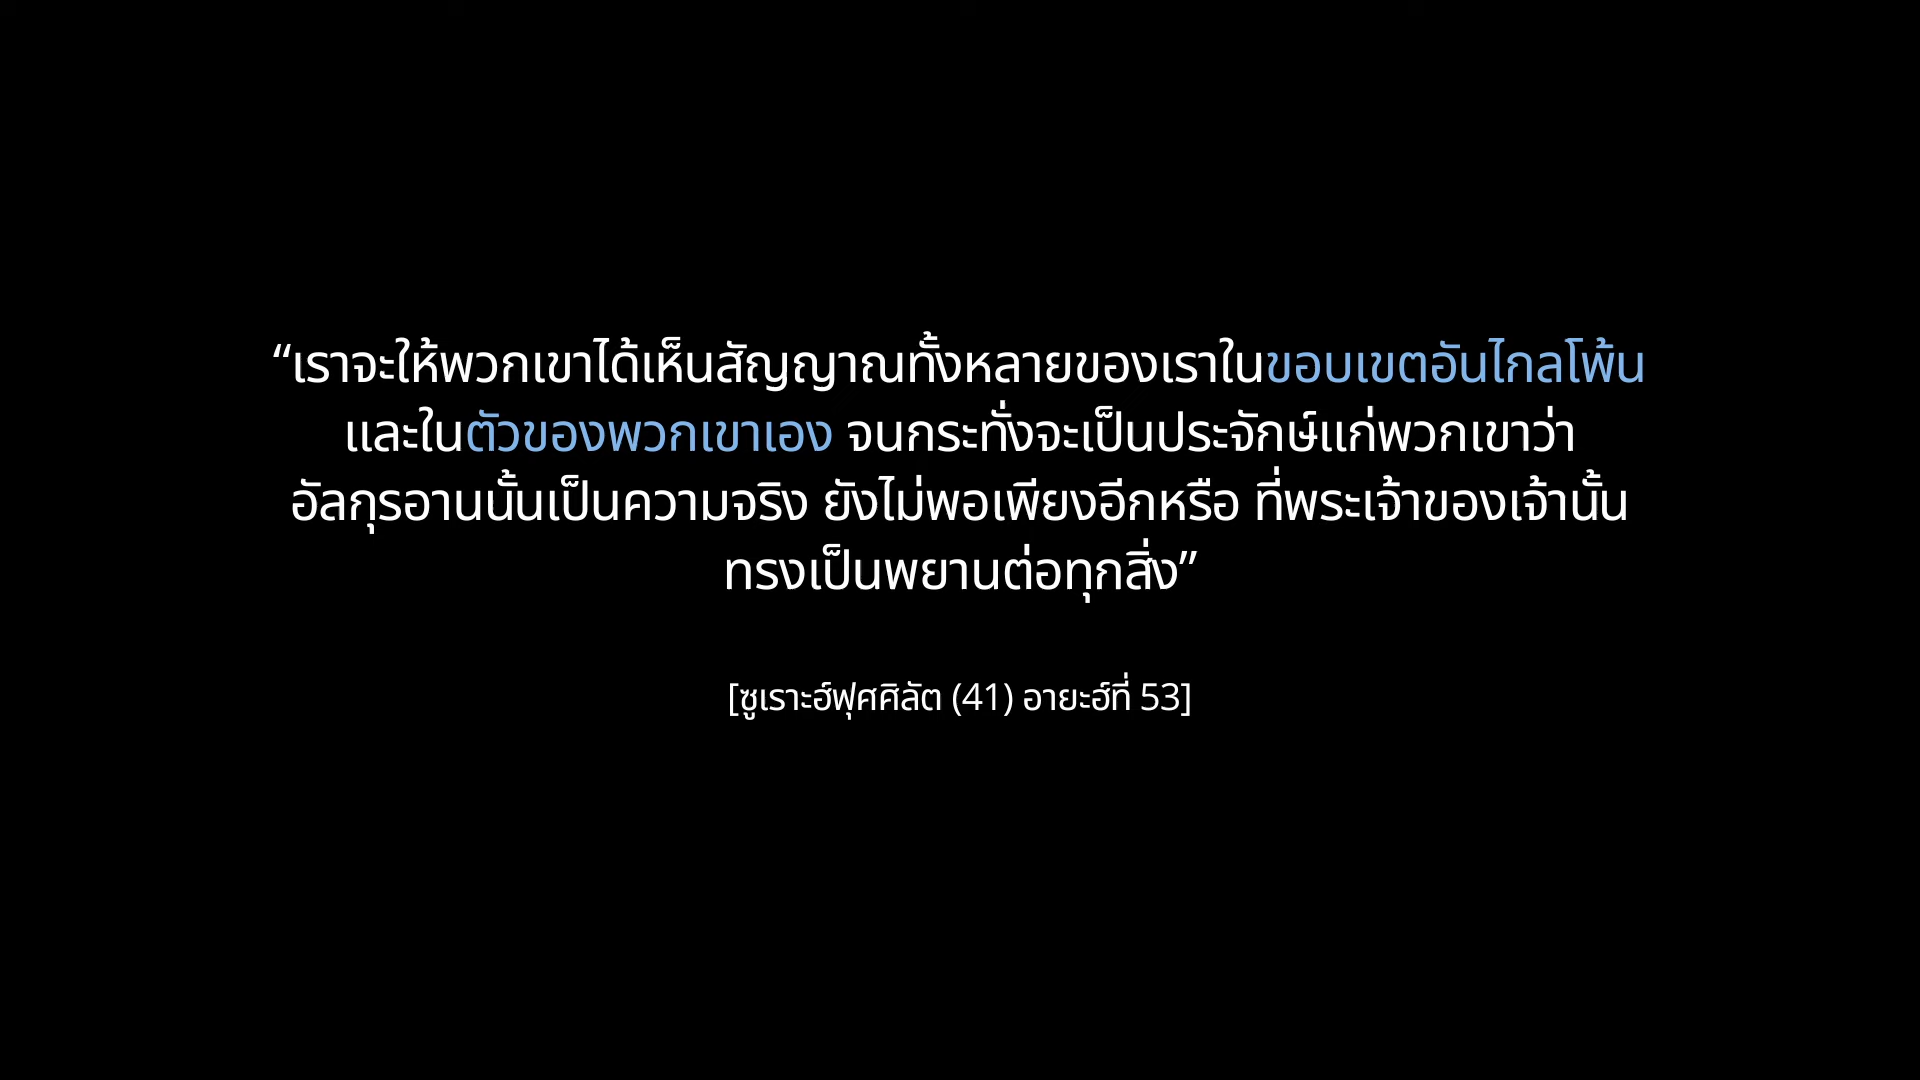 “เราจะให้พวกเขาได้เห็นสัญญาณทั้งหลายของเราในขอบเขตอันไกลโพ้น
และในตัวของพวกเขาเอง จนกระทั่งจะเป็นประจักษ์แก่พวกเขาว่า
อัลกุรอานนั้นเป็นความจริง ยังไม่พอเพียงอีกหรือ ที่พระเจ้าของเจ้านั้น
ทรงเป็นพยานต่อทุกสิ่ง”
[ซูเราะฮ์ฟุศศิลัต (41) อายะฮ์ที่ 53]